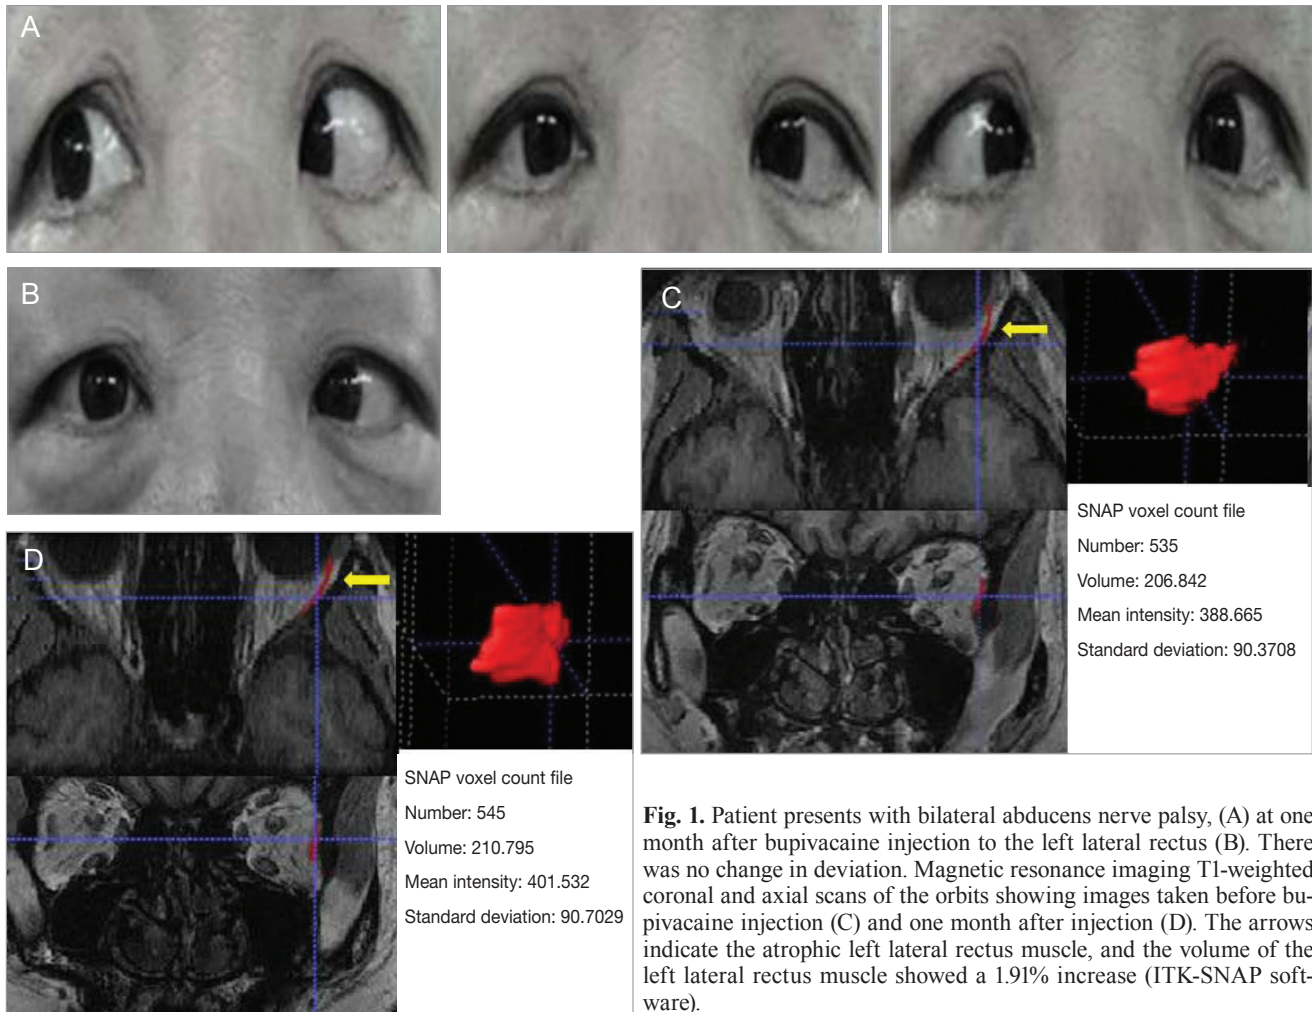 A
B
C
SNAP voxel count file
Number: 535
Volume: 206.842
Mean intensity: 388.665
Standard deviation: 90.3708
D
SNAP voxel count file
Number: 545
Volume: 210.795
Mean intensity: 401.532
Standard deviation: 90.7029
Fig. 1. Patient presents with bilateral abducens nerve palsy, (A) at one
month after bupivacaine injection to the left lateral rectus (B). There
was no change in deviation. Magnetic resonance imaging T1-weighted
coronal and axial scans of the orbits showing images taken before bu-
pivacaine injection (C) and one month after injection (D). The arrows
indicate the atrophic left lateral rectus muscle, and the volume of the
left lateral rectus muscle showed a 1.91% increase (ITK-SNAP soft-
ware).